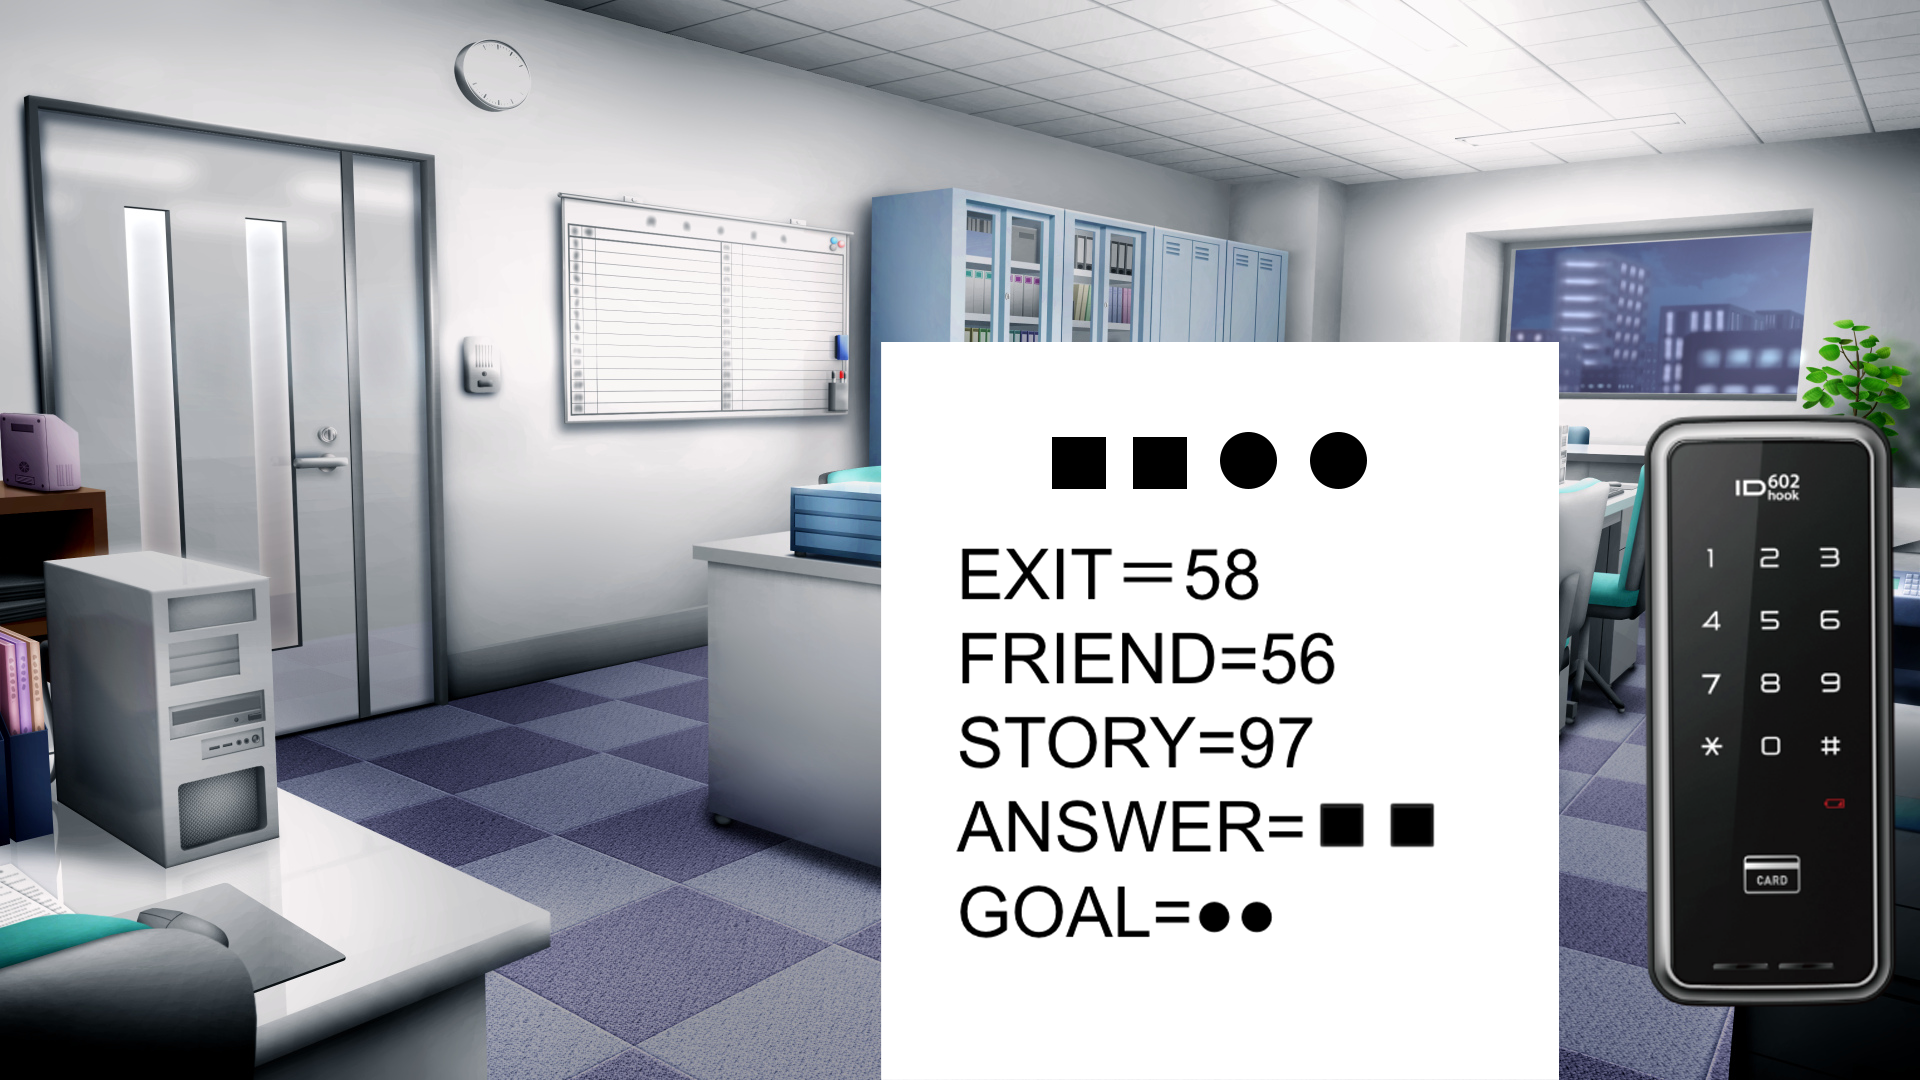 ■ ■ ● ●
EXIT＝58
FRIEND=56
STORY=97
ANSWER=■ ■
GOAL=●●
ID 602
hook
1 2 3
4 5 6
7 8 9
* 0 #
CARD